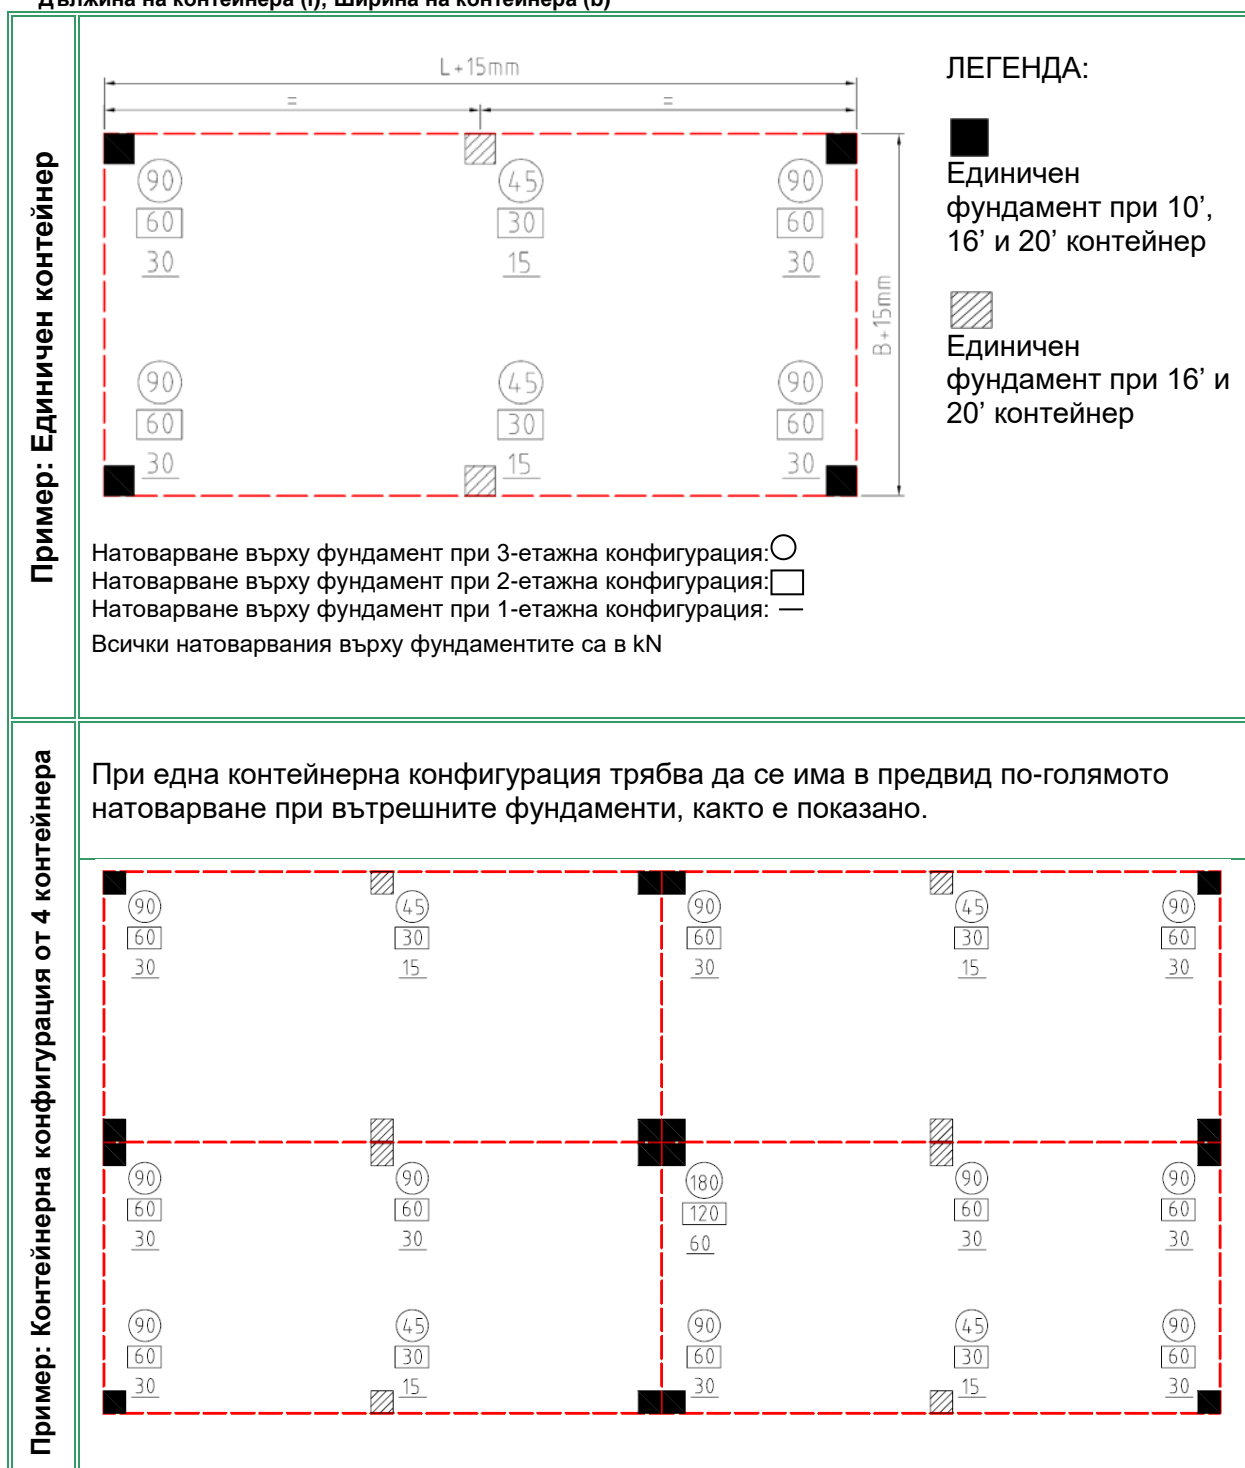 Дължина на контейнера (l); Ширина на контейнера (b)
Пример: Единичен контейнер
L+15mm
= =
90 45 90
60 30 60
30 15 30
B+15mm
90 45 90
60 30 60
30 15 30
ЛЕГЕНДА:
Единичен
фундамент при 10’,
16’ и 20’ контейнер
Единичен
фундамент при 16’ и
20’ контейнер
Натоварване върху фундамент при 3-етажна конфигурация:
Натоварване върху фундамент при 2-етажна конфигурация:
Натоварване върху фундамент при 1-етажна конфигурация:
Всички натоварвания върху фундаментите са в kN
Пример: Контейнерна конфигурация от 4 контейнера
При една контейнерна конфигурация трябва да се има в предвид по-голямото
натоварване при вътрешните фундаменти, както е показано.
90 45 90 45 90
60 30 60 30 60
30 15 30 15 30
90 90 180 90 90
60 60 120 60 60
30 30 60 30 30
90 45 90 45 90
60 30 60 30 60
30 15 30 15 30